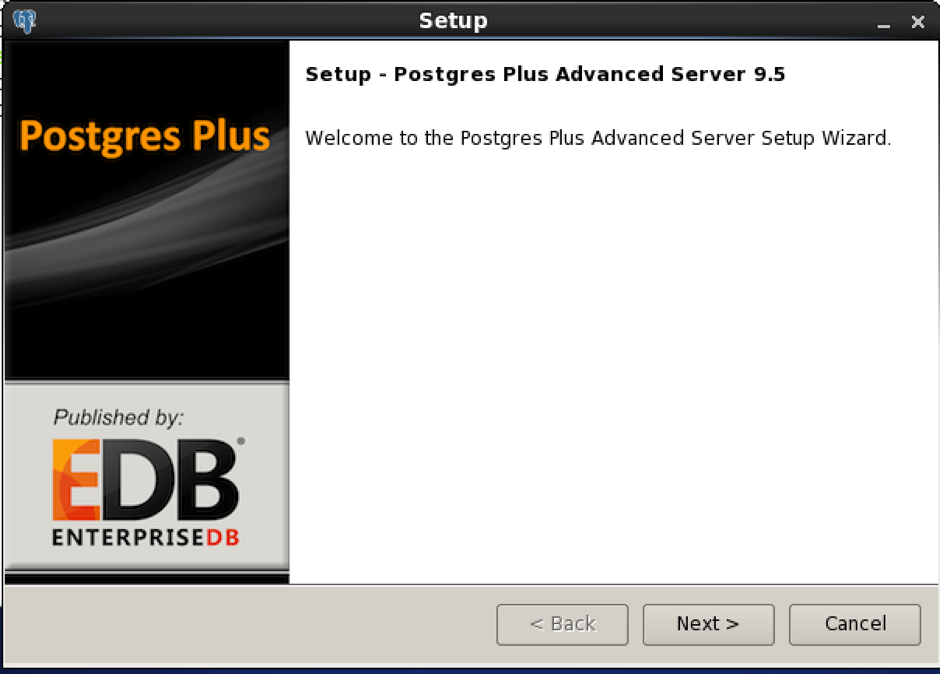 Setup
Setup - Postgres Plus Advanced Server 9.5
Postgres Plus
Welcome to the Postgres Plus Advanced Server Setup Wizard.
Published by:
EDB®
ENTERPRISEDB
< Back
Next >
Cancel